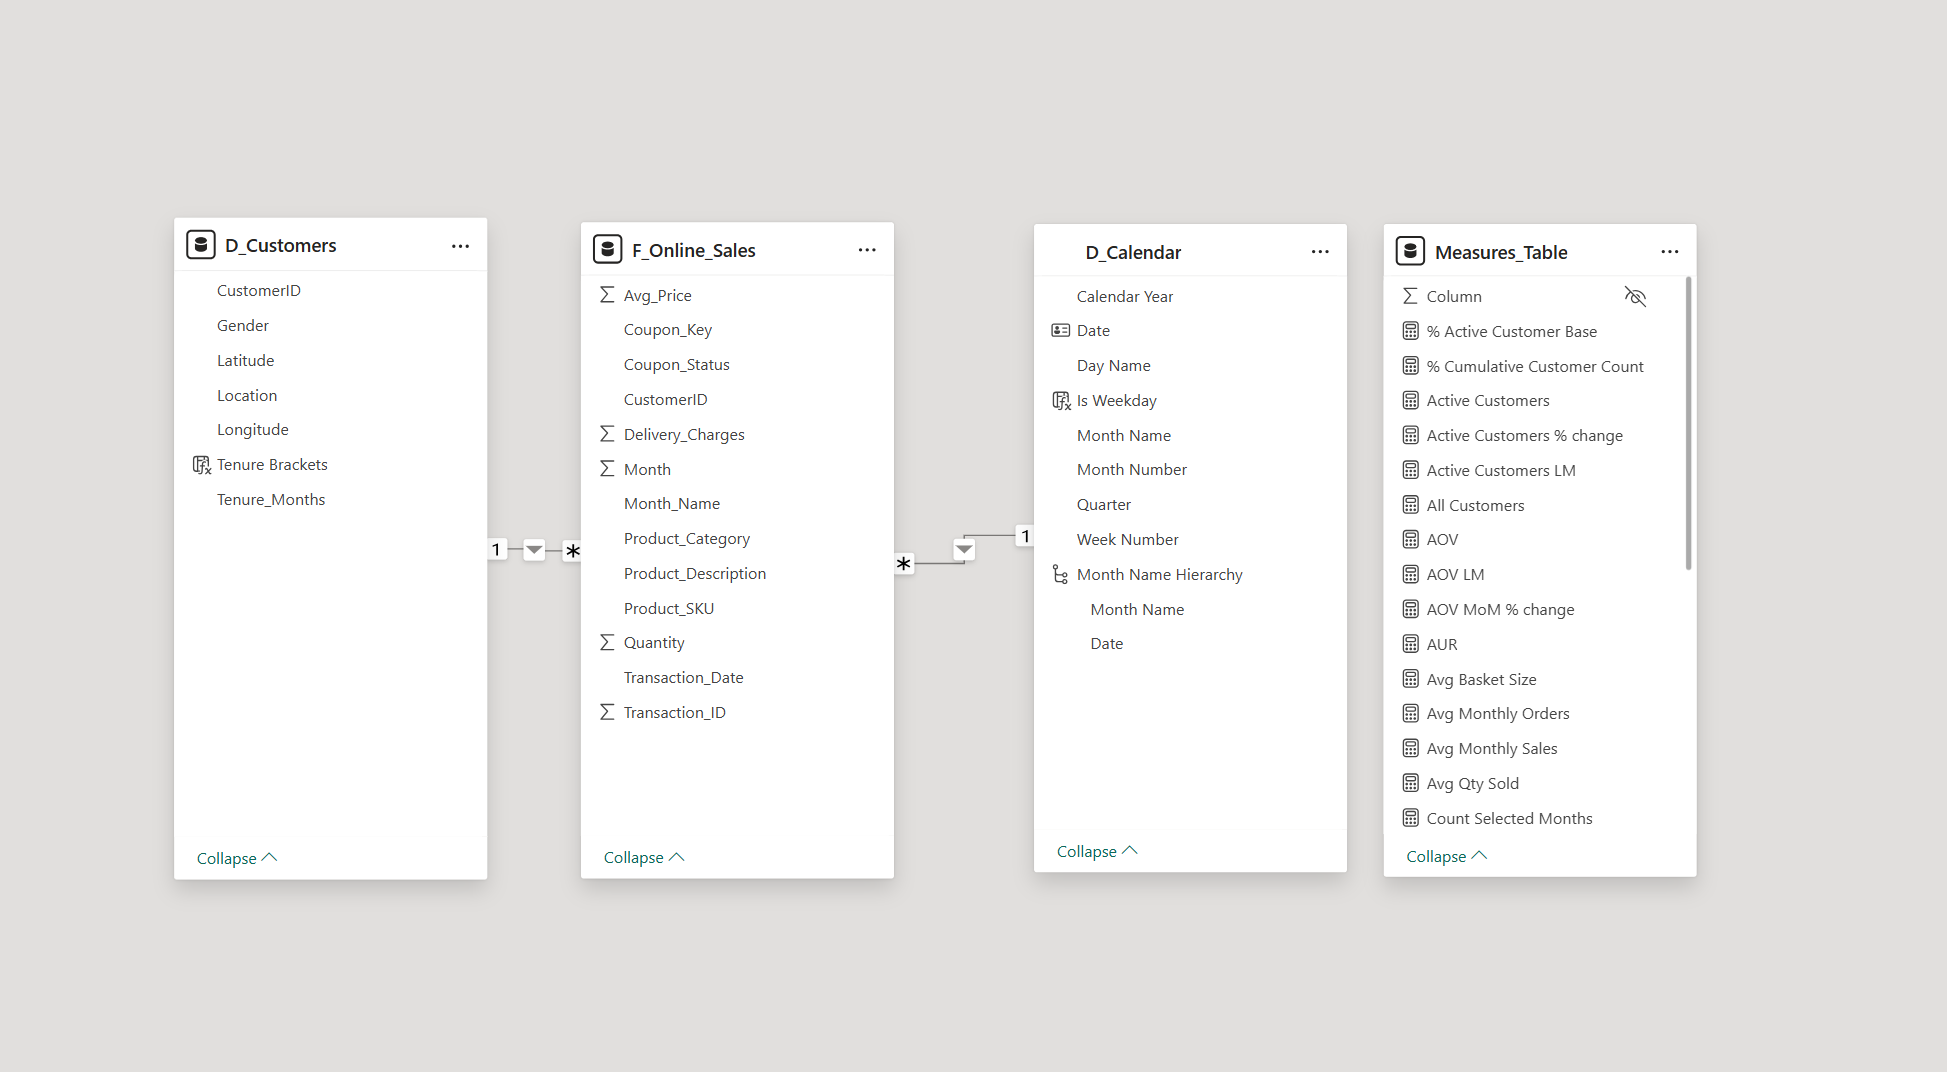 D_Customers
CustomerID
Gender
Latitude
Location
Longitude
Tenure Brackets
Tenure_Months
Collapse
1
*
F_Online_Sales
Avg_Price
Coupon_Key
Coupon_Status
CustomerID
Delivery_Charges
Month
Month_Name
Product_Category
Product_Description
Product_SKU
Quantity
Transaction_Date
Transaction_ID
Collapse
*
1
D_Calendar
Calendar Year
Date
Day Name
Is Weekday
Month Name
Month Number
Quarter
Week Number
Month Name Hierarchy
Month Name
Date
Collapse
Measures_Table
Column
% Active Customer Base
% Cumulative Customer Count
Active Customers
Active Customers % change
Active Customers LM
All Customers
AOV
AOV LM
AOV MoM % change
AUR
Avg Basket Size
Avg Monthly Orders
Avg Monthly Sales
Avg Qty Sold
Count Selected Months
Collapse